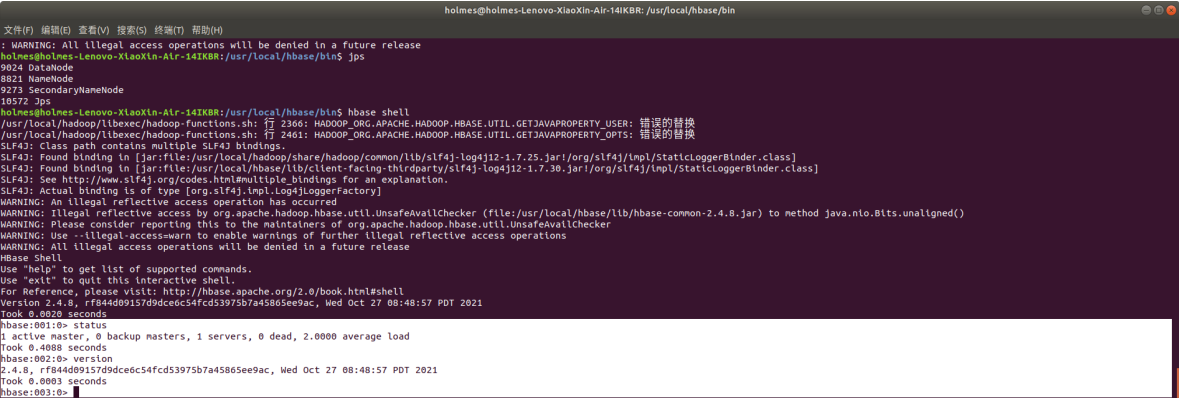 holmes@holmes-Lenovo-XiaoXin-Air-14IKBR: /usr/local/hbase/bin
文件(F) 编辑(E) 查看(V) 搜索(S) 终端(T) 帮助(H)
: WARNING: All illegal access operations will be denied in a future release
holmes@holmes-Lenovo-XiaoXin-Air-14IKBR:/usr/local/hbase/bin$ jps
9024 DataNode
8821 NameNode
9273 SecondaryNameNode
10572 Jps
holmes@holmes-Lenovo-XiaoXin-Air-14IKBR:/usr/local/hbase/bin$ hbase shell
/usr/local/hadoop/libexec/hadoop-functions.sh: 行 2366: HADOOP_ORG.APACHE.HADOOP.HBASE.UTIL.GETJAVAPROPERTY_USER: 错误的替换
/usr/local/hadoop/libexec/hadoop-functions.sh: 行 2461: HADOOP_ORG.APACHE.HADOOP.HBASE.UTIL.GETJAVAPROPERTY_OPTS: 错误的替换
SLF4J: Class path contains multiple SLF4J bindings.
SLF4J: Found binding in [jar:file:/usr/local/hadoop/share/hadoop/common/lib/slf4j-log4j12-1.7.25.jar!/org/slf4j/impl/StaticLoggerBinder.class]
SLF4J: Found binding in [jar:file:/usr/local/hbase/lib/client-facing-thirdparty/slf4j-log4j12-1.7.30.jar!/org/slf4j/impl/StaticLoggerBinder.class]
SLF4J: See http://www.slf4j.org/codes.html#multiple_bindings for an explanation.
SLF4J: Actual binding is of type [org.slf4j.impl.Log4jLoggerFactory]
WARNING: An illegal reflective access operation has occurred
WARNING: Illegal reflective access by org.apache.hadoop.hbase.util.UnsafeAvailChecker (file:/usr/local/hbase/lib/hbase-common-2.4.8.jar) to method java.nio.Bits.unaligned()
WARNING: Please consider reporting this to the maintainers of org.apache.hadoop.hbase.util.UnsafeAvailChecker
WARNING: Use --illegal-access=warn to enable warnings of further illegal reflective access operations
WARNING: All illegal access operations will be denied in a future release
HBase Shell
Use "help" to get list of supported commands.
Use "exit" to quit this interactive shell.
For Reference, please visit: http://hbase.apache.org/2.0/book.html#shell
Version 2.4.8, rf844d09157d9dce6c54fcd53975b7a45865ee9ac, Wed Oct 27 08:48:57 PDT 2021
Took 0.0020 seconds
hbase:001:0> status
1 active master, 0 backup masters, 1 servers, 0 dead, 2.0000 average load
Took 0.4088 seconds
hbase:002:0> version
2.4.8, rf844d09157d9dce6c54fcd53975b7a45865ee9ac, Wed Oct 27 08:48:57 PDT 2021
Took 0.0003 seconds
hbase:003:0>